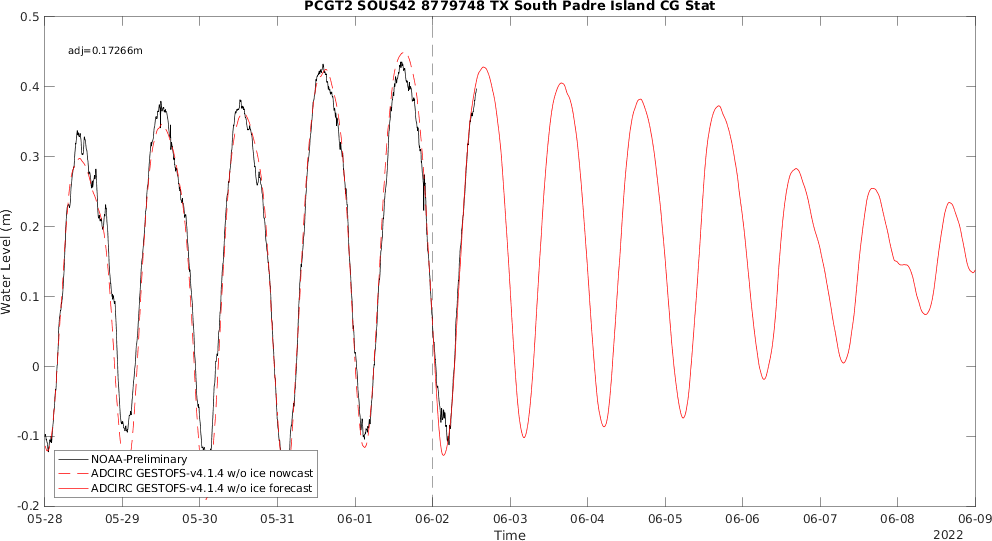 PCGT2 SOUS42 8779748 TX South Padre Island CG Stat
adj=0.17266m
Water Level (m)
0.5
0.4
0.3
0.2
0.1
0
-0.1
-0.2
NOAA-Preliminary
ADCIRC GESTOFS-v4.1.4 w/o ice nowcast
ADCIRC GESTOFS-v4.1.4 w/o ice forecast
05-28 05-29 05-30 05-31 06-01 06-02 06-03 06-04 06-05 06-06 06-07 06-08 06-09
Time
2022